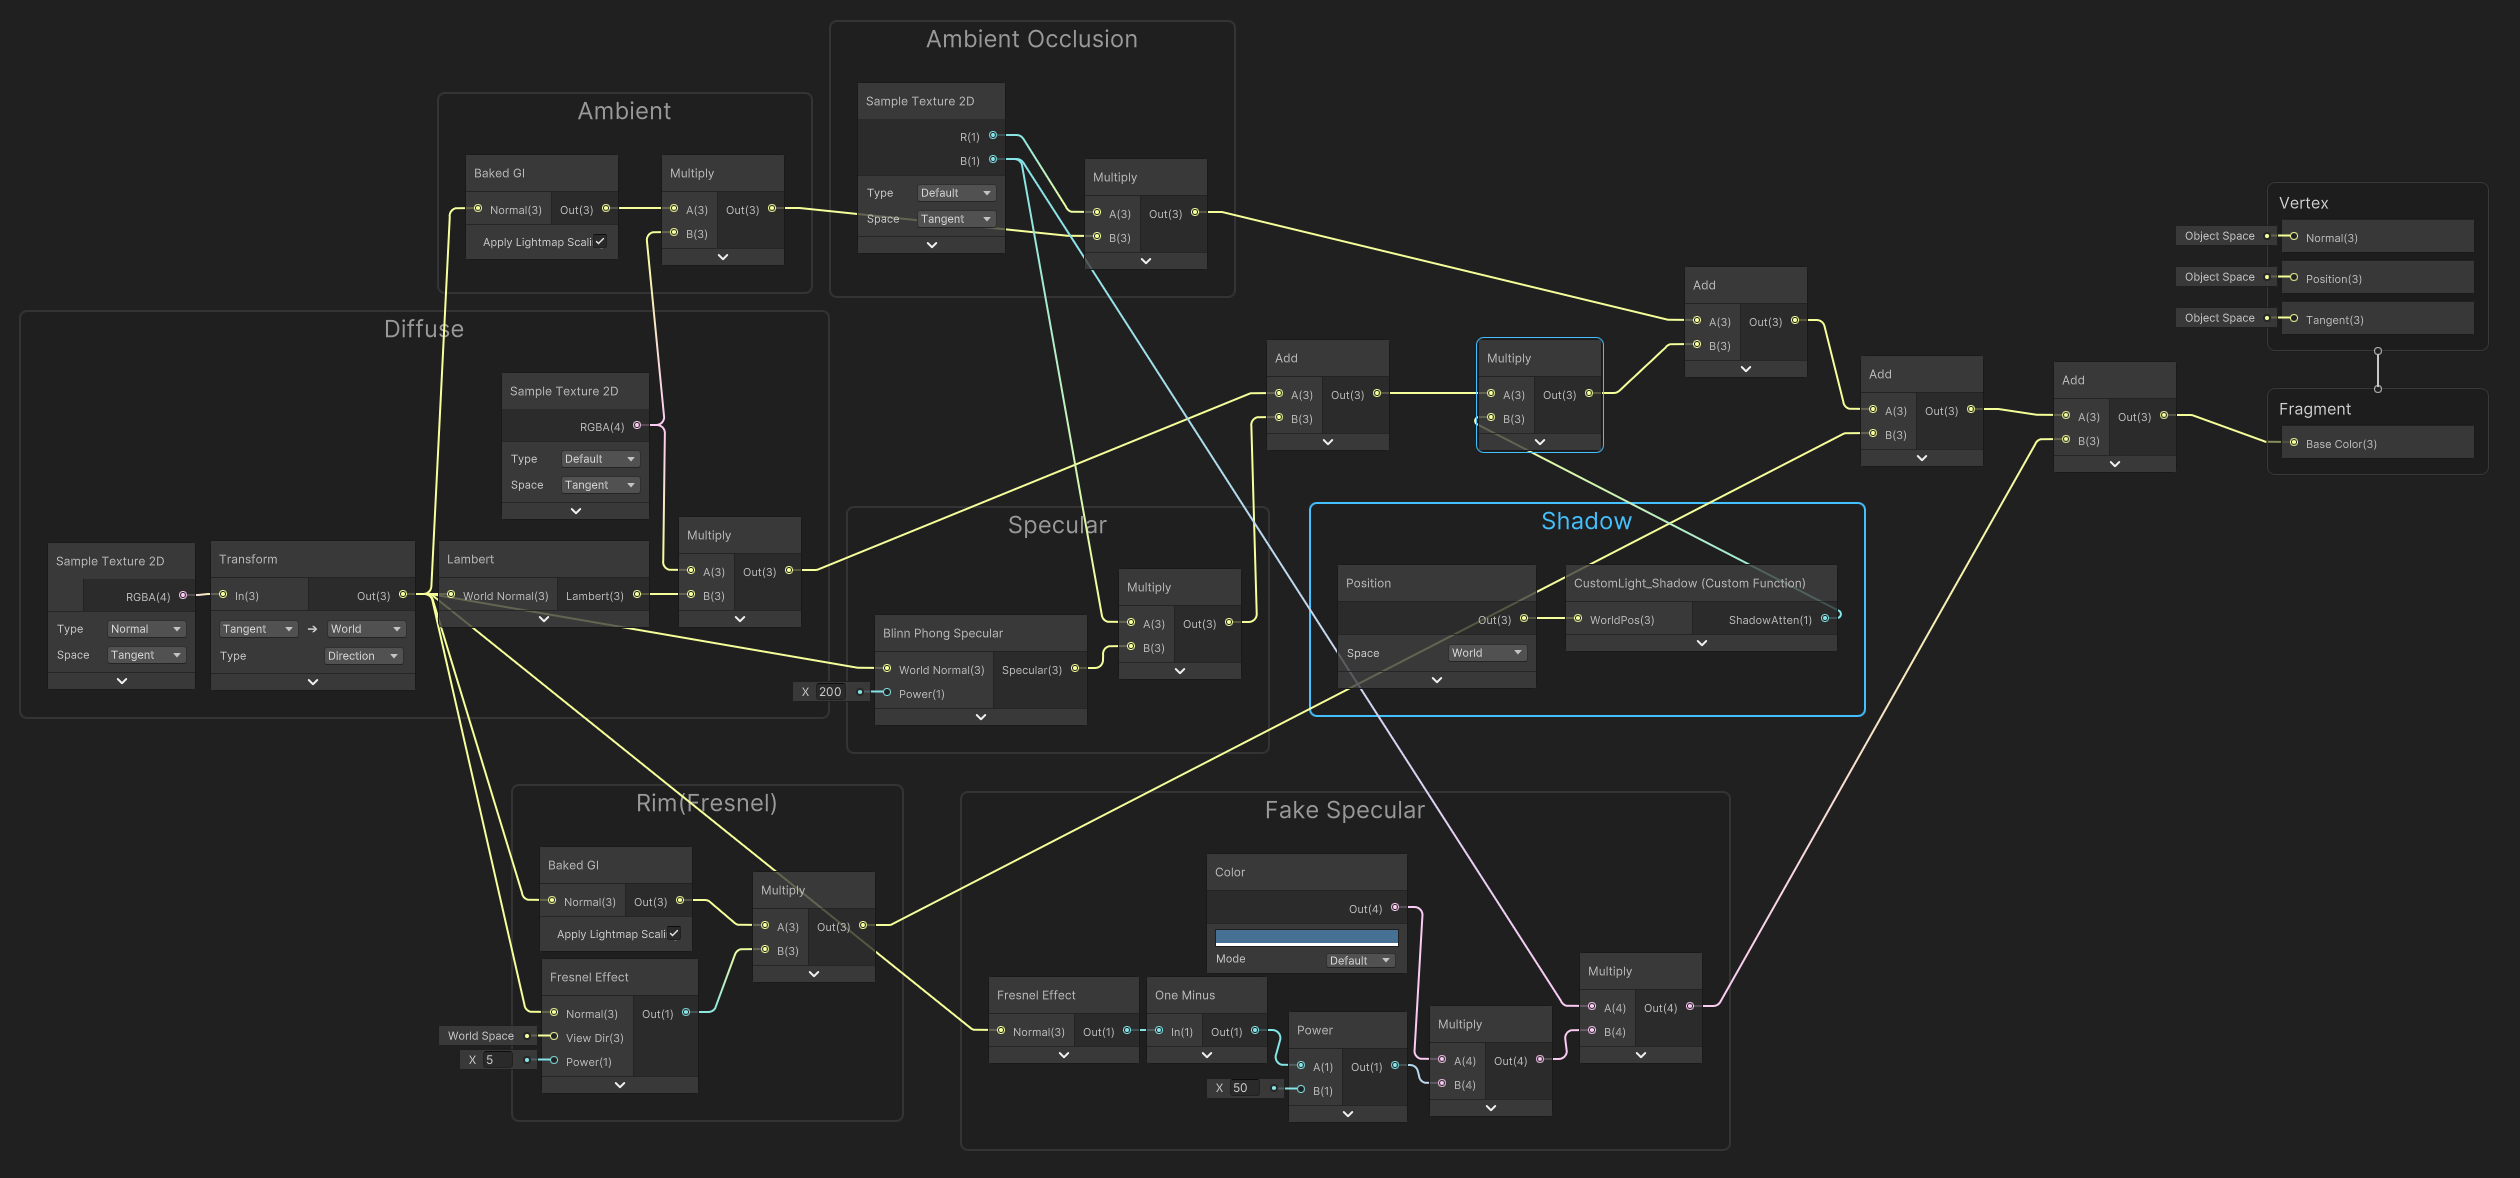 Ambient Occlusion
Sample Texture 2D
R(1)
B(1)
Type Default
Space Tangent
Multiply
A(3) Out(3)
B(3)
Ambient
Baked GI
Normal(3) Out(3)
Apply Lightmap Scali
Multiply
A(3) Out(3)
B(3)
Diffuse
Sample Texture 2D
RGBA(4)
Type Default
Space Tangent
Sample Texture 2D
RGBA(4)
Type Normal
Space Tangent
Transform
In(3) Out(3)
Tangent → World
Type Direction
Lambert
World Normal(3) Lambert(3)
Multiply
A(3) Out(3)
B(3)
Specular
Blinn Phong Specular
World Normal(3) Specular(3)
X 200 Power(1)
Multiply
A(3) Out(3)
B(3)
Add
A(3) Out(3)
B(3)
Multiply
A(3) Out(3)
B(3)
Add
A(3) Out(3)
B(3)
Add
A(3) Out(3)
B(3)
Add
A(3) Out(3)
B(3)
Vertex
Object Space Normal(3)
Object Space Position(3)
Object Space Tangent(3)
Fragment
Base Color(3)
Shadow
Position
Out(3)
Space World
CustomLight_Shadow (Custom Function)
WorldPos(3) ShadowAtten(1)
Rim(Fresnel)
Baked GI
Normal(3) Out(3)
Apply Lightmap Scali
Fresnel Effect
Normal(3) Out(1)
World Space View Dir(3)
X 5 Power(1)
Multiply
A(3) Out(3)
B(3)
Fake Specular
Color
Out(4)
Mode Default
Fresnel Effect
Normal(3) Out(1)
One Minus
In(1) Out(1)
Power
A(1) Out(1)
X 50 B(1)
Multiply
A(4) Out(4)
B(4)
Multiply
A(4) Out(4)
B(4)